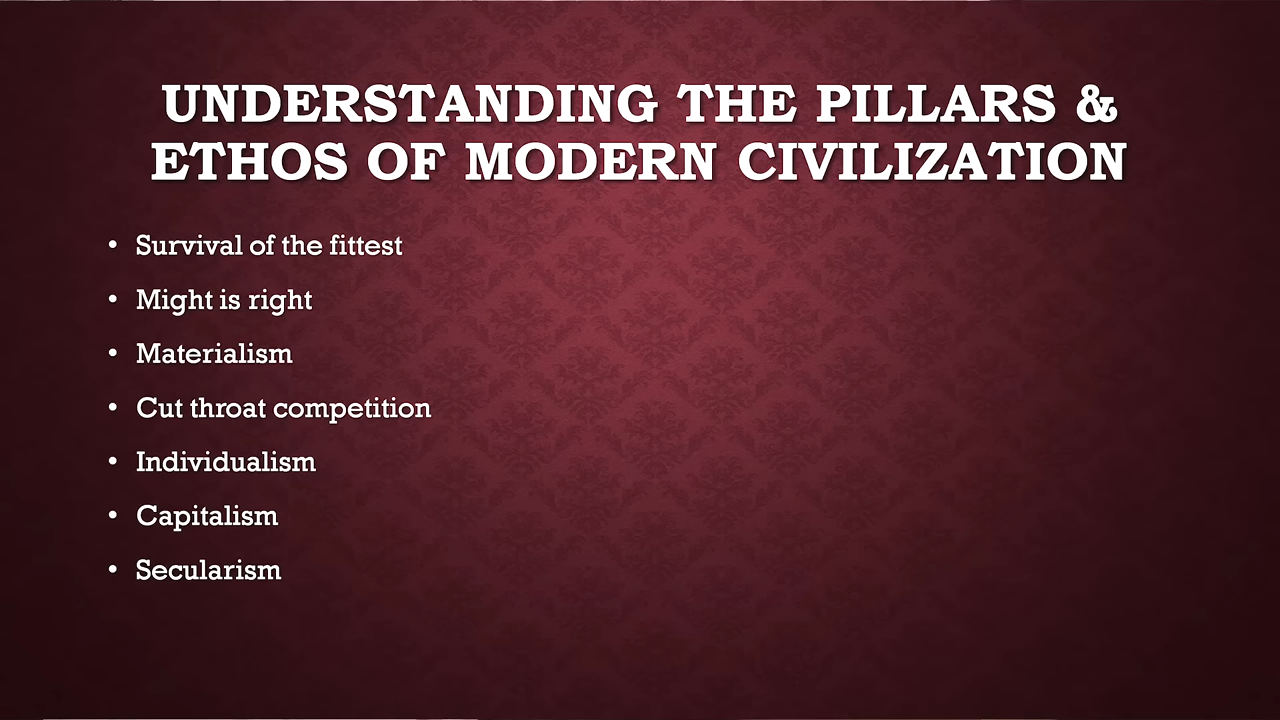 UNDERSTANDING THE PILLARS &
ETHOS OF MODERN CIVILIZATION
• Survival of the fittest
• Might is right
• Materialism
• Cut throat competition
• Individualism
• Capitalism
• Secularism